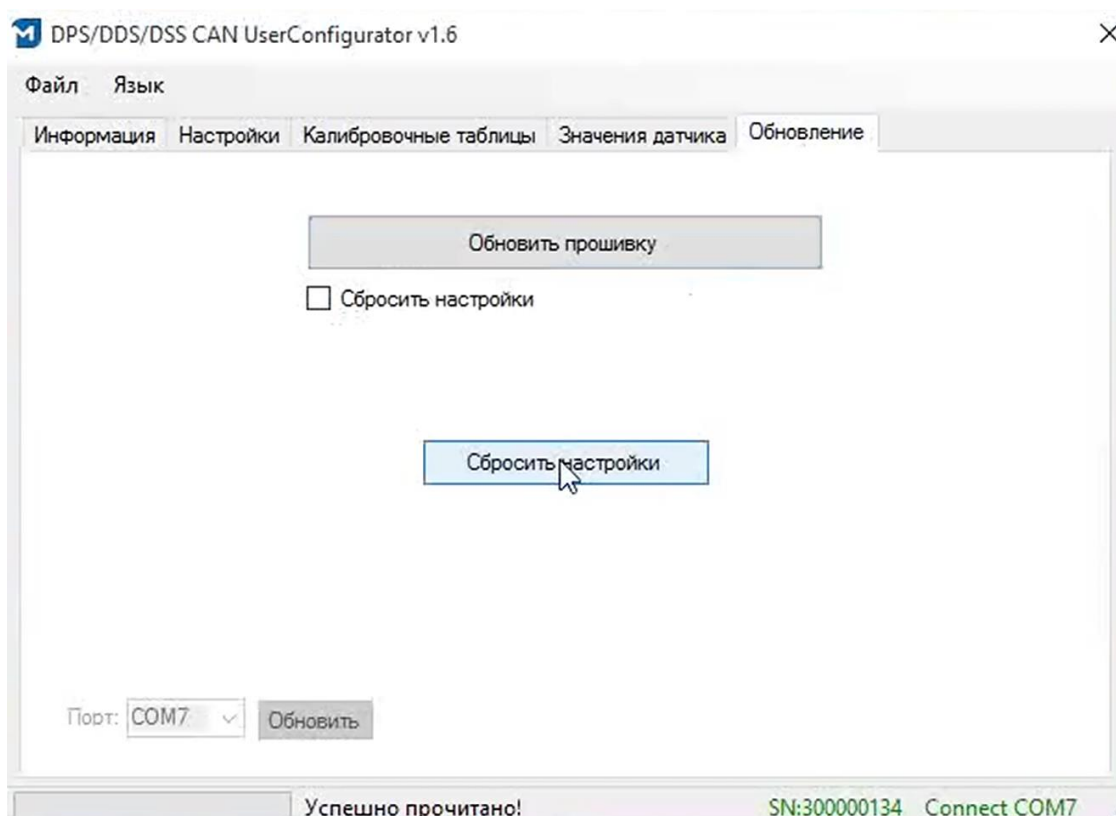 DPS/DDS/DSS CAN UserConfigurator v1.6
Файл Язык
Информация Настройки Калибровочные таблицы Значения датчика Обновление
Обновить прошивку
Сбросить настройки
Сбросить настройки
Порт: COM7 Обновить
Успешно прочитано! SN:300000134 Connect COM7